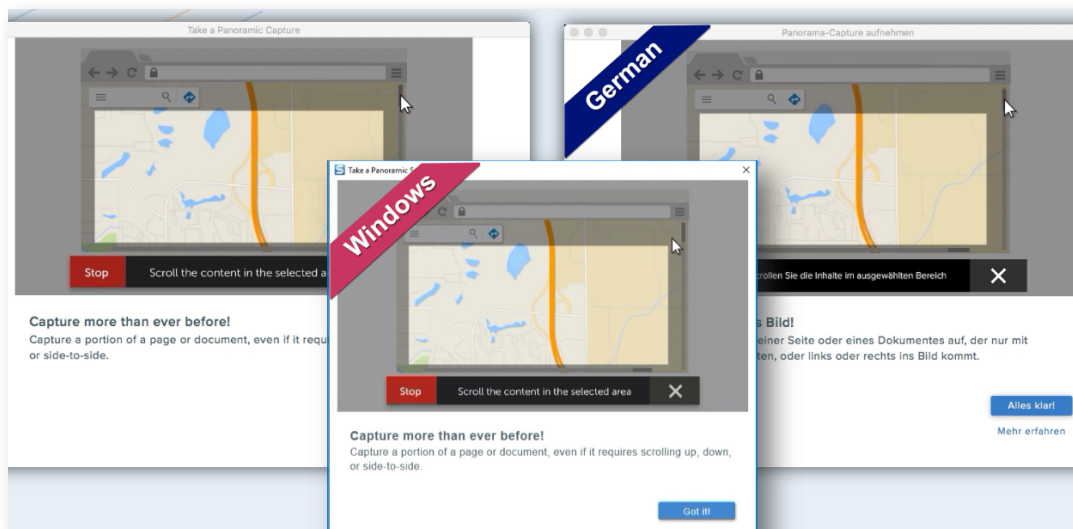 Take a Panoramic Capture
Stop Scroll the content in the selected a
Capture more than ever before!
Capture a portion of a page or document, even if it requ
or side-to-side.
Panorama-Capture aufnehmen
German
rollen Sie die Inhalte im ausgewählten Bereich
s Bild!
einer Seite oder eines Dokumentes auf, der nur mit
ten, oder links oder rechts ins Bild kommt.
Alles klar!
Mehr erfahren
S Take a Panoramic S
Windows
Stop Scroll the content in the selected area
Capture more than ever before!
Capture a portion of a page or document, even if it requires scrolling up, down,
or side-to-side.
Got it!